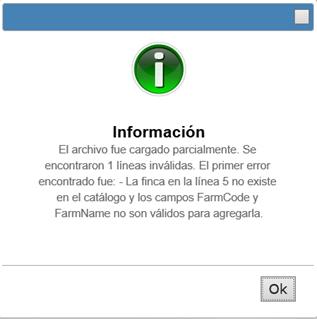 Información
El archivo fue cargado parcialmente. Se
encontraron 1 líneas inválidas. El primer error
encontrado fue: - La finca en la línea 5 no existe
en el catálogo y los campos FarmCode y
FarmName no son válidos para agregarla.
Ok